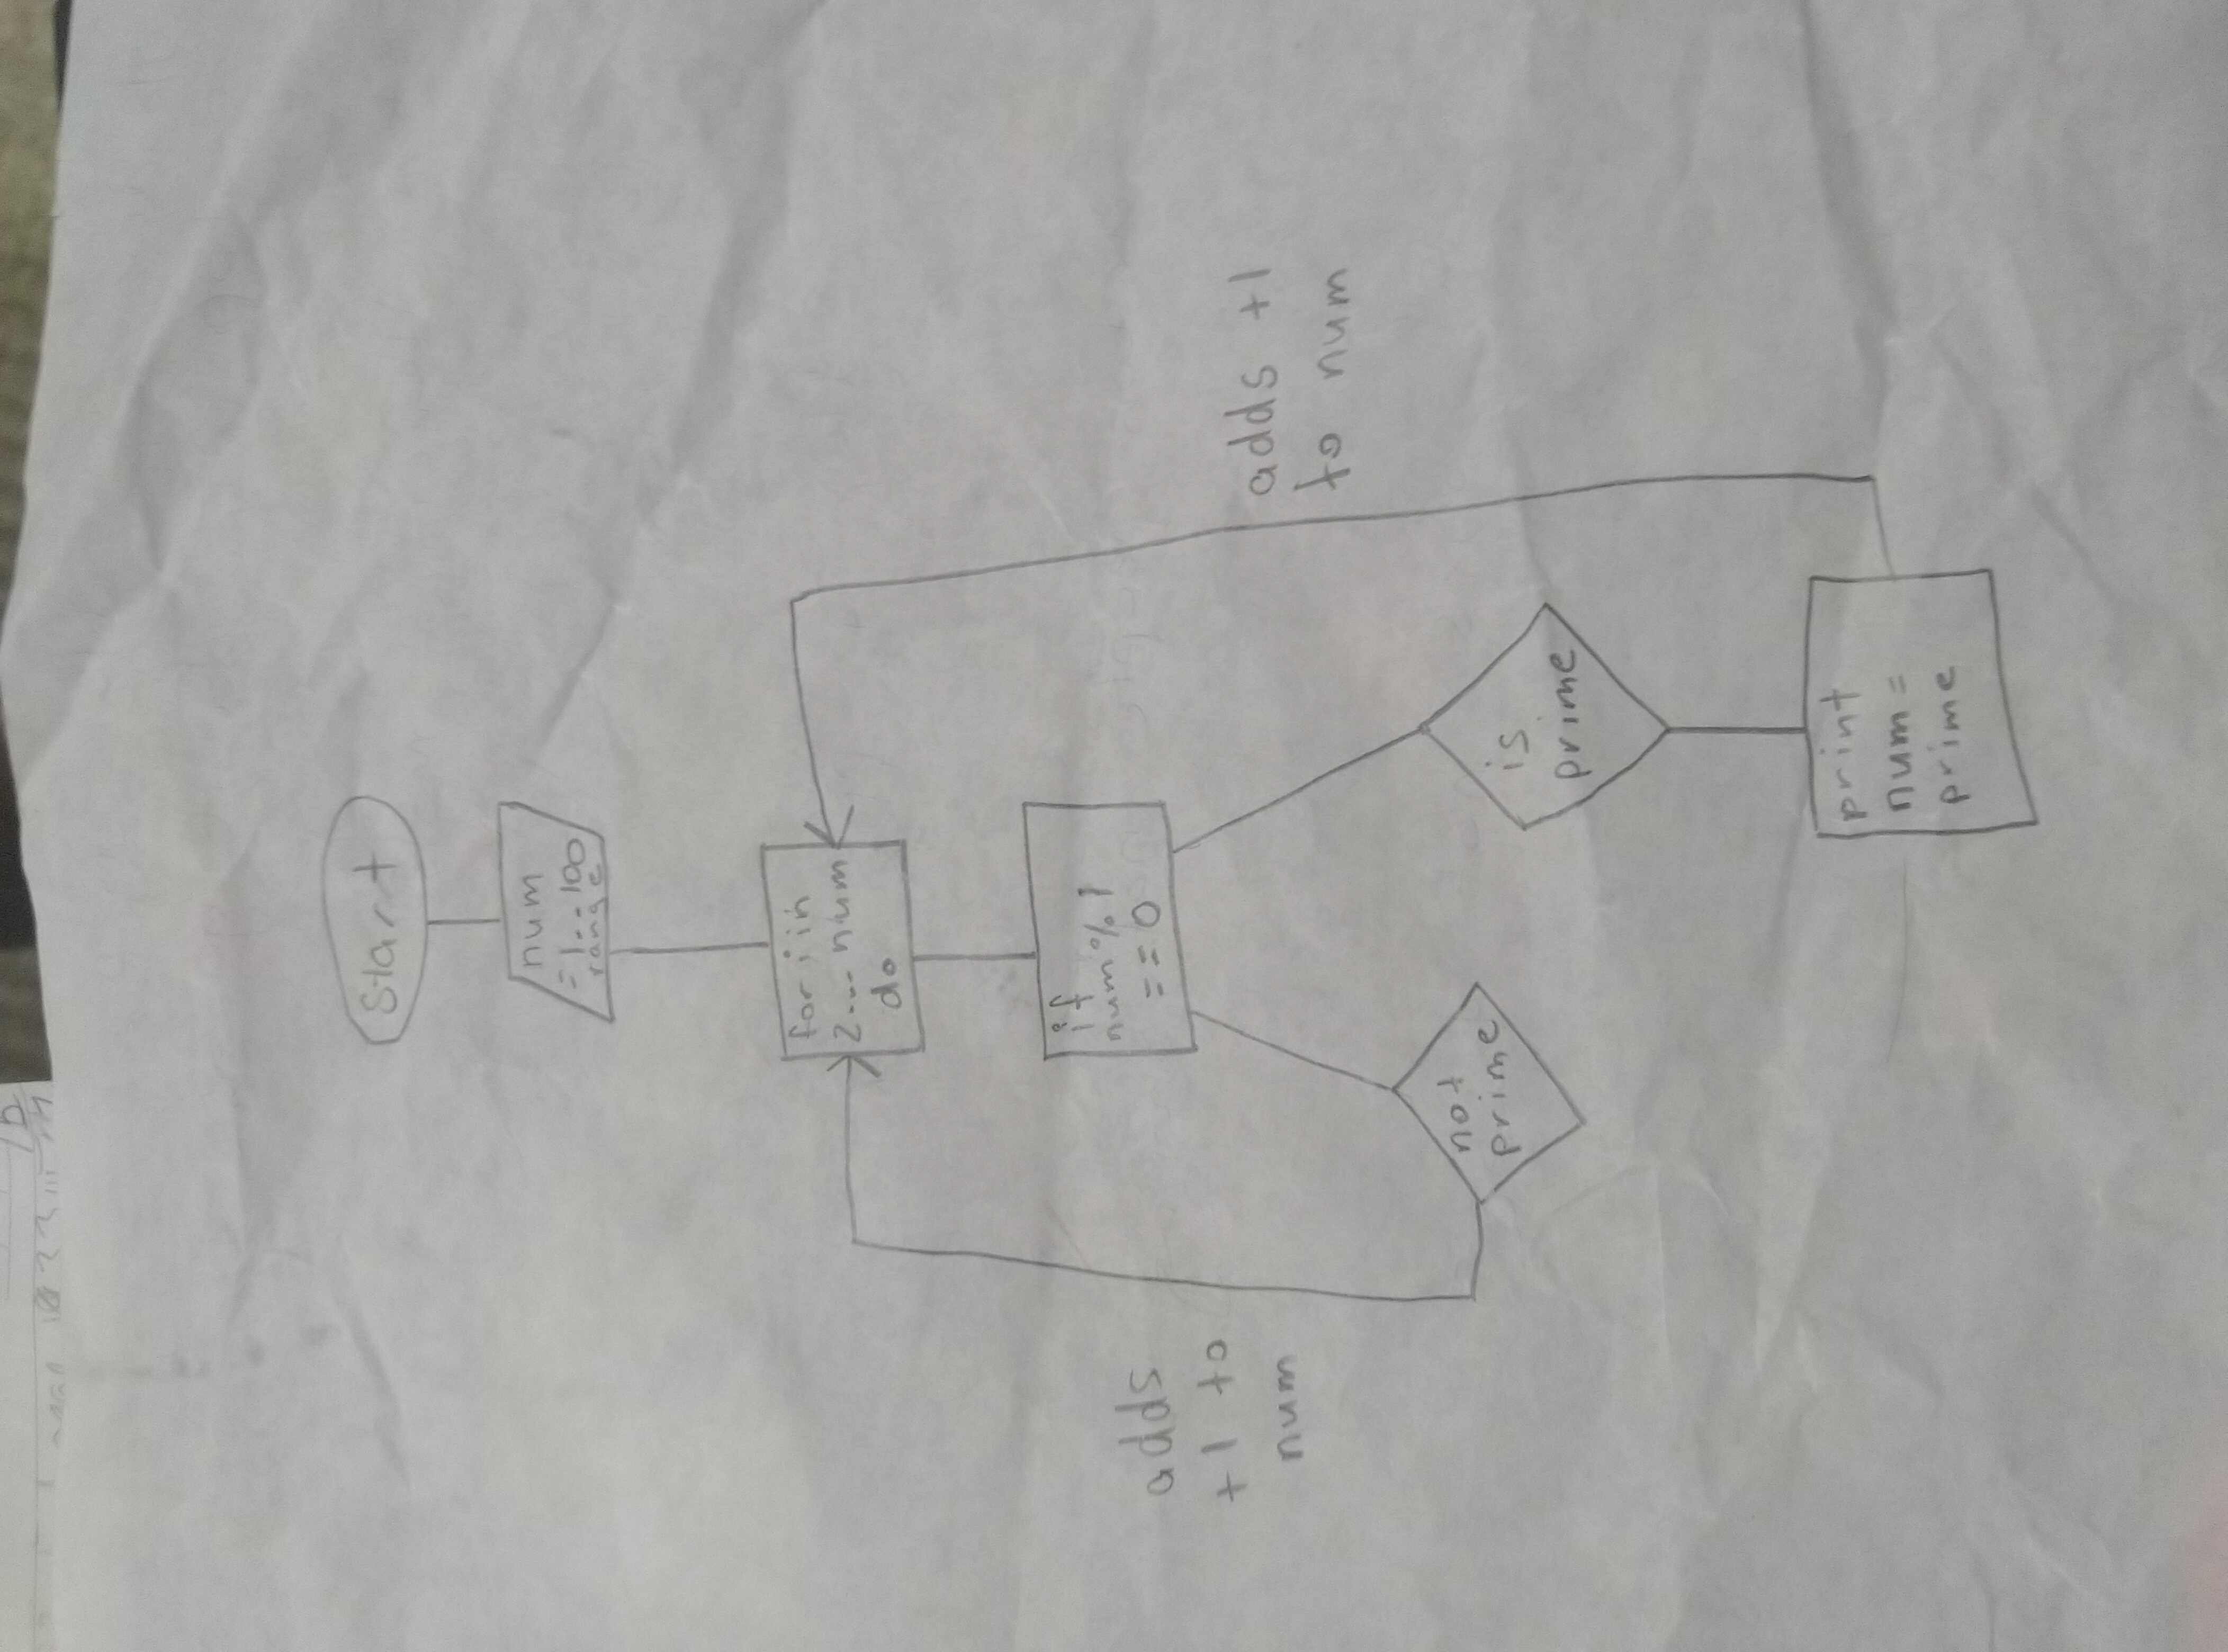 Start
num
=1..100
range
for i in
2... num
do
if
num % 1
== 0
adds
+1 to
num
adds +1
to num
not
prime
is
prime
print
num =
prime